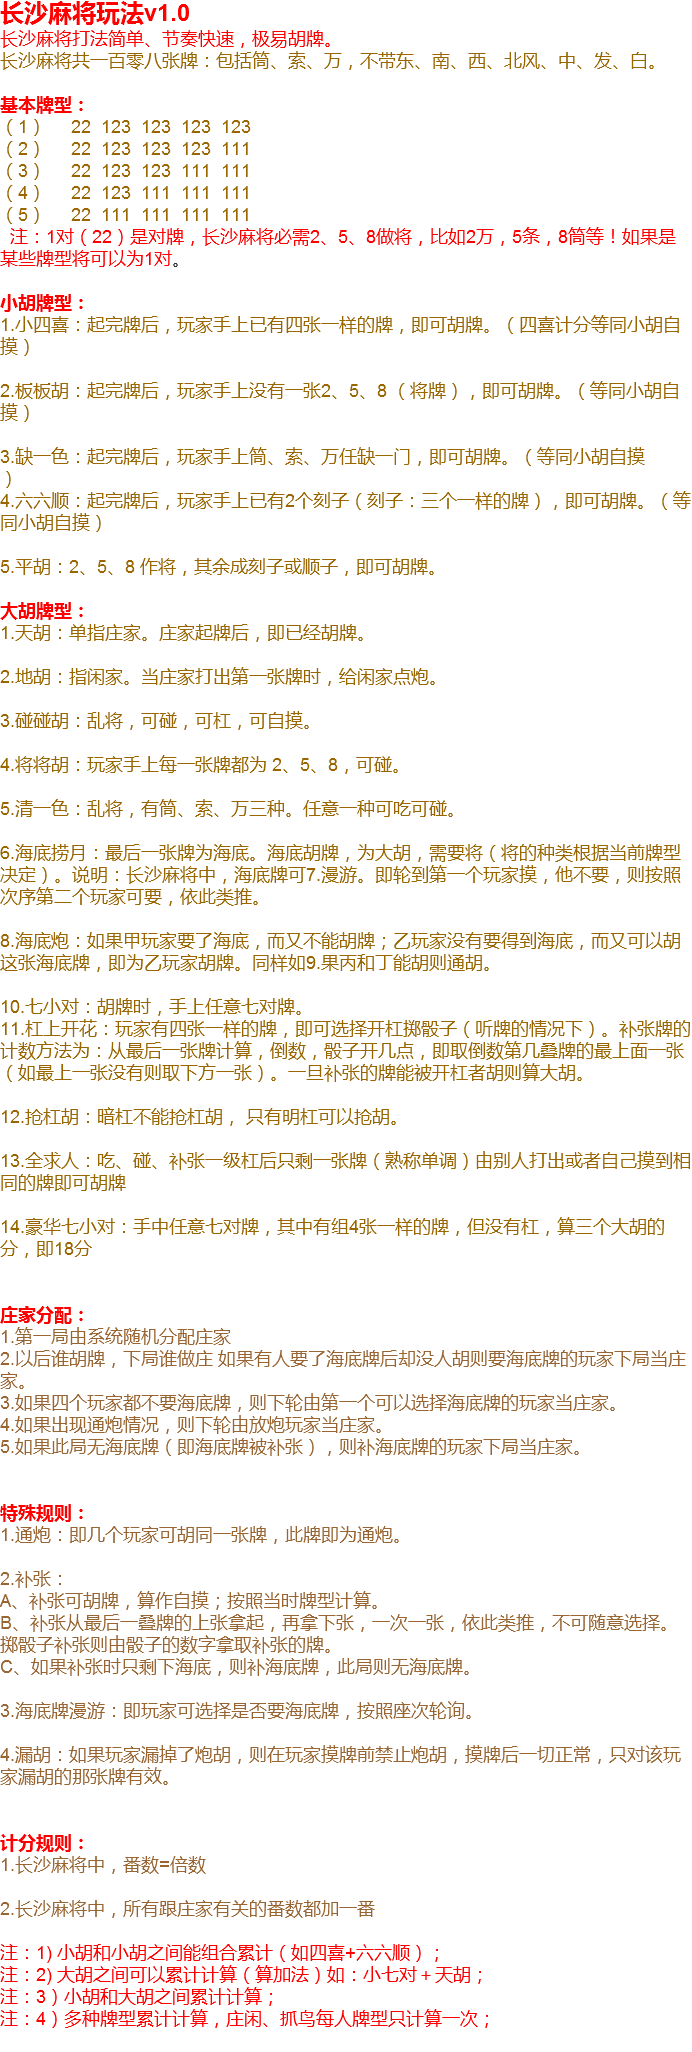 长沙麻将玩法v1.0
长沙麻将打法简单、节奏快速，极易胡牌。
长沙麻将共一百零八张牌：包括筒、索、万，不带东、南、西、北风、中、发、白。
基本牌型：
（1） 22 123 123 123 123
（2） 22 123 123 123 111
（3） 22 123 123 111 111
（4） 22 123 111 111 111
（5） 22 111 111 111 111
注：1对（22）是对牌，长沙麻将必需2、5、8做将，比如2万，5条，8筒等！如果是
某些牌型将可以为1对。
小胡牌型：
1.小四喜：起完牌后，玩家手上已有四张一样的牌，即可胡牌。（四喜计分等同小胡自
摸）
2.板板胡：起完牌后，玩家手上没有一张2、5、8 （将牌），即可胡牌。（等同小胡自
摸）
3.缺一色：起完牌后，玩家手上筒、索、万任缺一门，即可胡牌。（等同小胡自摸
）
4.六六顺：起完牌后，玩家手上已有2个刻子（刻子：三个一样的牌），即可胡牌。（等
同小胡自摸）
5.平胡：2、5、8 作将，其余成刻子或顺子，即可胡牌。
大胡牌型：
1.天胡：单指庄家。庄家起牌后，即已经胡牌。
2.地胡：指闲家。当庄家打出第一张牌时，给闲家点炮。
3.碰碰胡：乱将，可碰，可杠，可自摸。
4.将将胡：玩家手上每一张牌都为 2、5、8，可碰。
5.清一色：乱将，有筒、索、万三种。任意一种可吃可碰。
6.海底捞月：最后一张牌为海底。海底胡牌，为大胡，需要将（将的种类根据当前牌型
决定）。说明：长沙麻将中，海底牌可7.漫游。即轮到第一个玩家摸，他不要，则按照
次序第二个玩家可要，依此类推。
8.海底炮：如果甲玩家要了海底，而又不能胡牌；乙玩家没有要得到海底，而又可以胡
这张海底牌，即为乙玩家胡牌。同样如9.果丙和丁能胡则通胡。
10.七小对：胡牌时，手上任意七对牌。
11.杠上开花：玩家有四张一样的牌，即可选择开杠掷骰子（听牌的情况下）。补张牌的
计数方法为：从最后一张牌计算，倒数，骰子开几点，即取倒数第几叠牌的最上面一张
（如最上一张没有则取下方一张）。一旦补张的牌能被开杠者胡则算大胡。
12.抢杠胡：暗杠不能抢杠胡， 只有明杠可以抢胡。
13.全求人：吃、碰、补张一级杠后只剩一张牌（熟称单调）由别人打出或者自己摸到相
同的牌即可胡牌
14.豪华七小对：手中任意七对牌，其中有组4张一样的牌，但没有杠，算三个大胡的
分，即18分
庄家分配：
1.第一局由系统随机分配庄家
2.以后谁胡牌，下局谁做庄 如果有人要了海底牌后却没人胡则要海底牌的玩家下局当庄
家。
3.如果四个玩家都不要海底牌，则下轮由第一个可以选择海底牌的玩家当庄家。
4.如果出现通炮情况，则下轮由放炮玩家当庄家。
5.如果此局无海底牌（即海底牌被补张），则补海底牌的玩家下局当庄家。
特殊规则：
1.通炮：即几个玩家可胡同一张牌，此牌即为通炮。
2.补张：
A、补张可胡牌，算作自摸；按照当时牌型计算。
B、补张从最后一叠牌的上张拿起，再拿下张，一次一张，依此类推，不可随意选择。
掷骰子补张则由骰子的数字拿取补张的牌。
C、如果补张时只剩下海底，则补海底牌，此局则无海底牌。
3.海底牌漫游：即玩家可选择是否要海底牌，按照座次轮询。
4.漏胡：如果玩家漏掉了炮胡，则在玩家摸牌前禁止炮胡，摸牌后一切正常，只对该玩
家漏胡的那张牌有效。
计分规则：
1.长沙麻将中，番数=倍数
2.长沙麻将中，所有跟庄家有关的番数都加一番
注：1) 小胡和小胡之间能组合累计（如四喜+六六顺）；
注：2) 大胡之间可以累计计算（算加法）如：小七对＋天胡；
注：3）小胡和大胡之间累计计算；
注：4）多种牌型累计计算，庄闲、抓鸟每人牌型只计算一次；